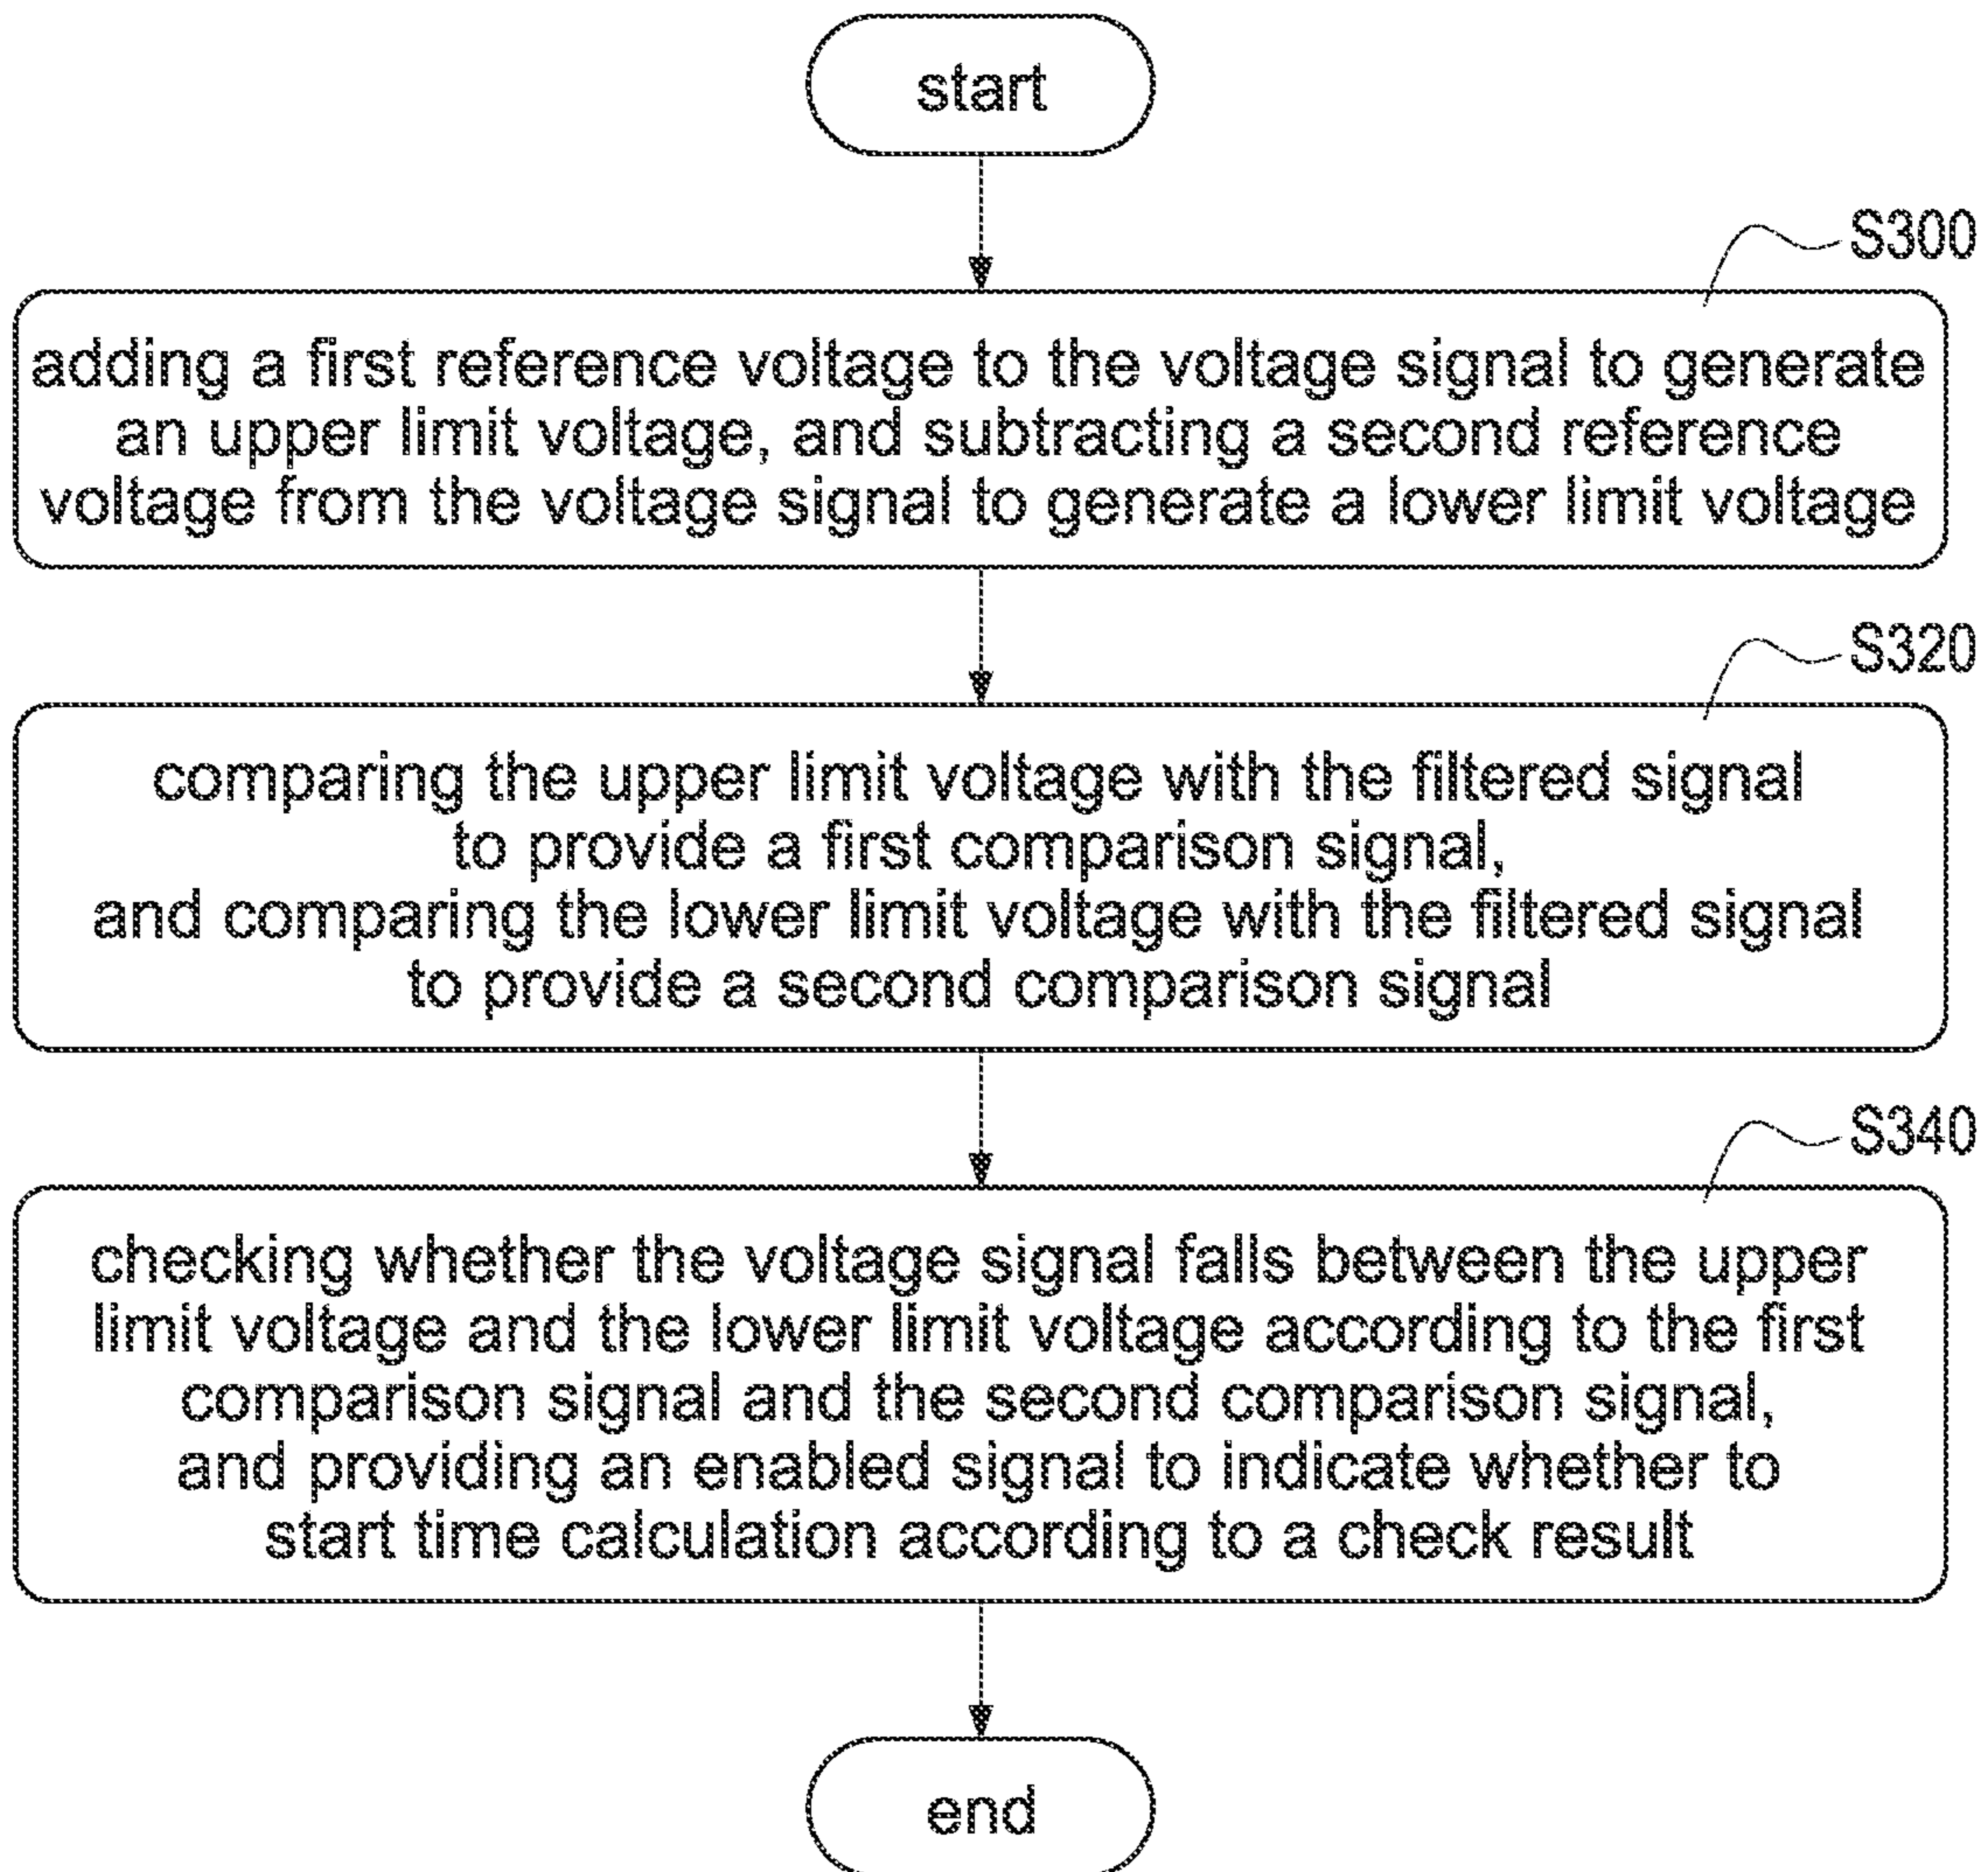 start
S300
adding a first reference voltage to the voltage signal to generate
an upper limit voltage, and subtracting a second reference
voltage from the voltage signal to generate a lower limit voltage
S320
comparing the upper limit voltage with the filtered signal
to provide a first comparison signal,
and comparing the lower limit voltage with the filtered signal
to provide a second comparison signal
S340
checking whether the voltage signal falls between the upper
limit voltage and the lower limit voltage according to the first
comparison signal and the second comparison signal,
and providing an enabled signal to indicate whether to
start time calculation according to a check result
end